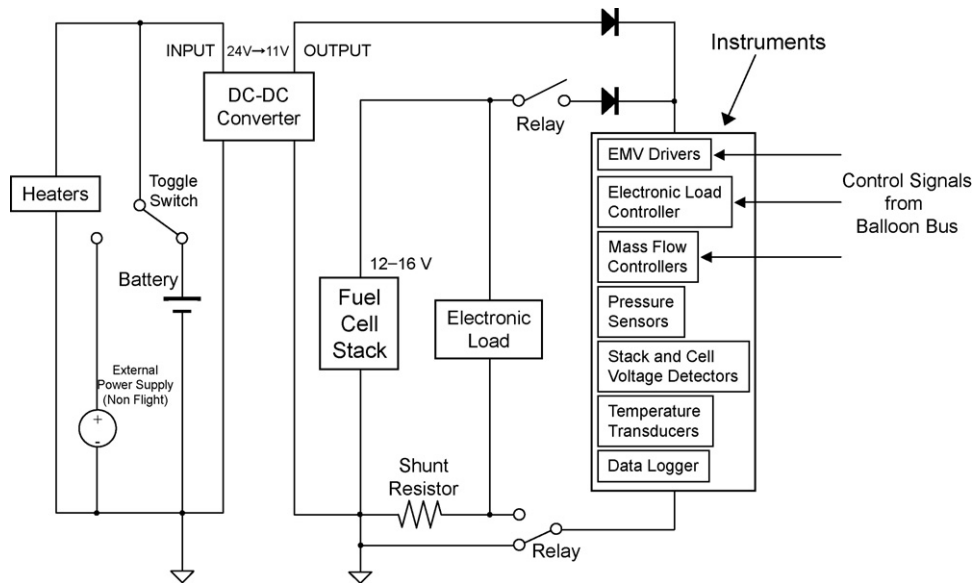 Instruments
INPUT 24V→11V OUTPUT
DC-DC
Converter
Relay
EMV Drivers
Heaters
Toggle
Switch
Electronic Load
Controller
Control Signals
from
Balloon Bus
Mass Flow
Controllers
Battery
12–16 V
Fuel
Cell
Stack
Electronic
Load
Pressure
Sensors
Stack and Cell
Voltage Detectors
External
Power Supply
(Non Flight)
+
-
Temperature
Transducers
Shunt
Resistor
Data Logger
Relay